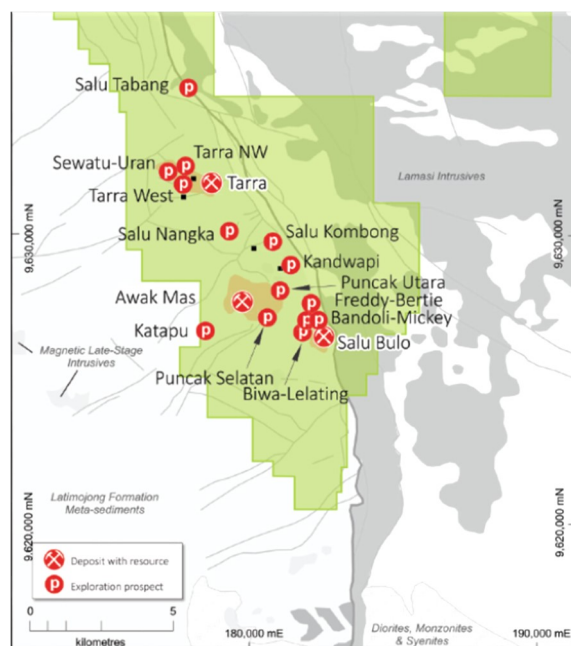 Salu Tabang
p
Tarra NW
p
Sewatu-Uran
p
p
Tarra
Tarra West
Lamasi Intrusives
9,630,000 mN
9,630,000 mN
Salu Nangka
p
Salu Kombong
p
Kandwapi
p
Puncak Utara
p
Awak Mas
Freddy-Bertie
p
Bandoli-Mickey
p
p
Katapu
p
p
p
Salu Bulo
Magnetic Late-Stage
Intrusives
Puncak Selatan
Biwa-Lelating
Latimojong Formation
Meta-sediments
9,620,000 mN
9,620,000 mN
Deposit with resource
p
Exploration prospect
0
5
kilometres
180,000 mE
Diorites, Monzonites
& Syenites
190,000 mE